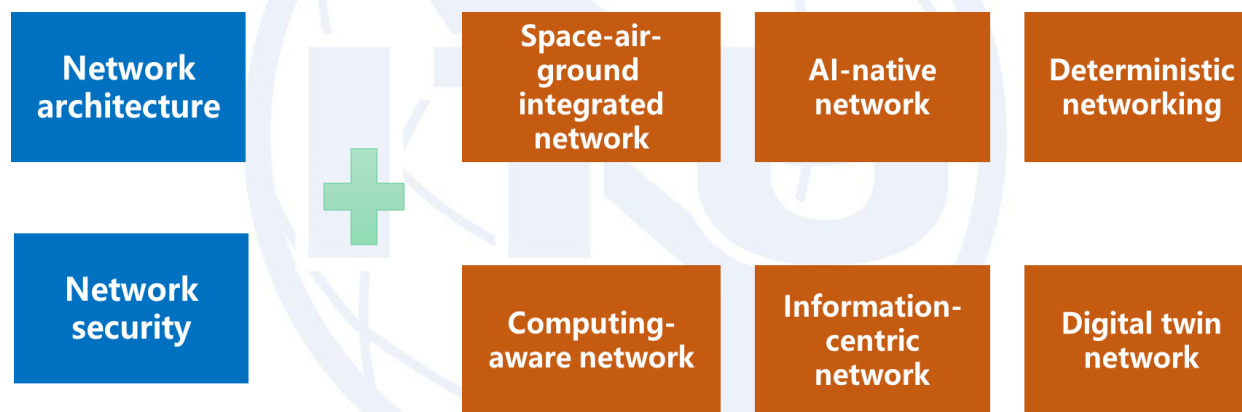 Network
architecture
Space-air-
ground
integrated
network
AI-native
network
Deterministic
networking
Network
security
Computing-
aware network
Information-
centric
network
Digital twin
network
ITU